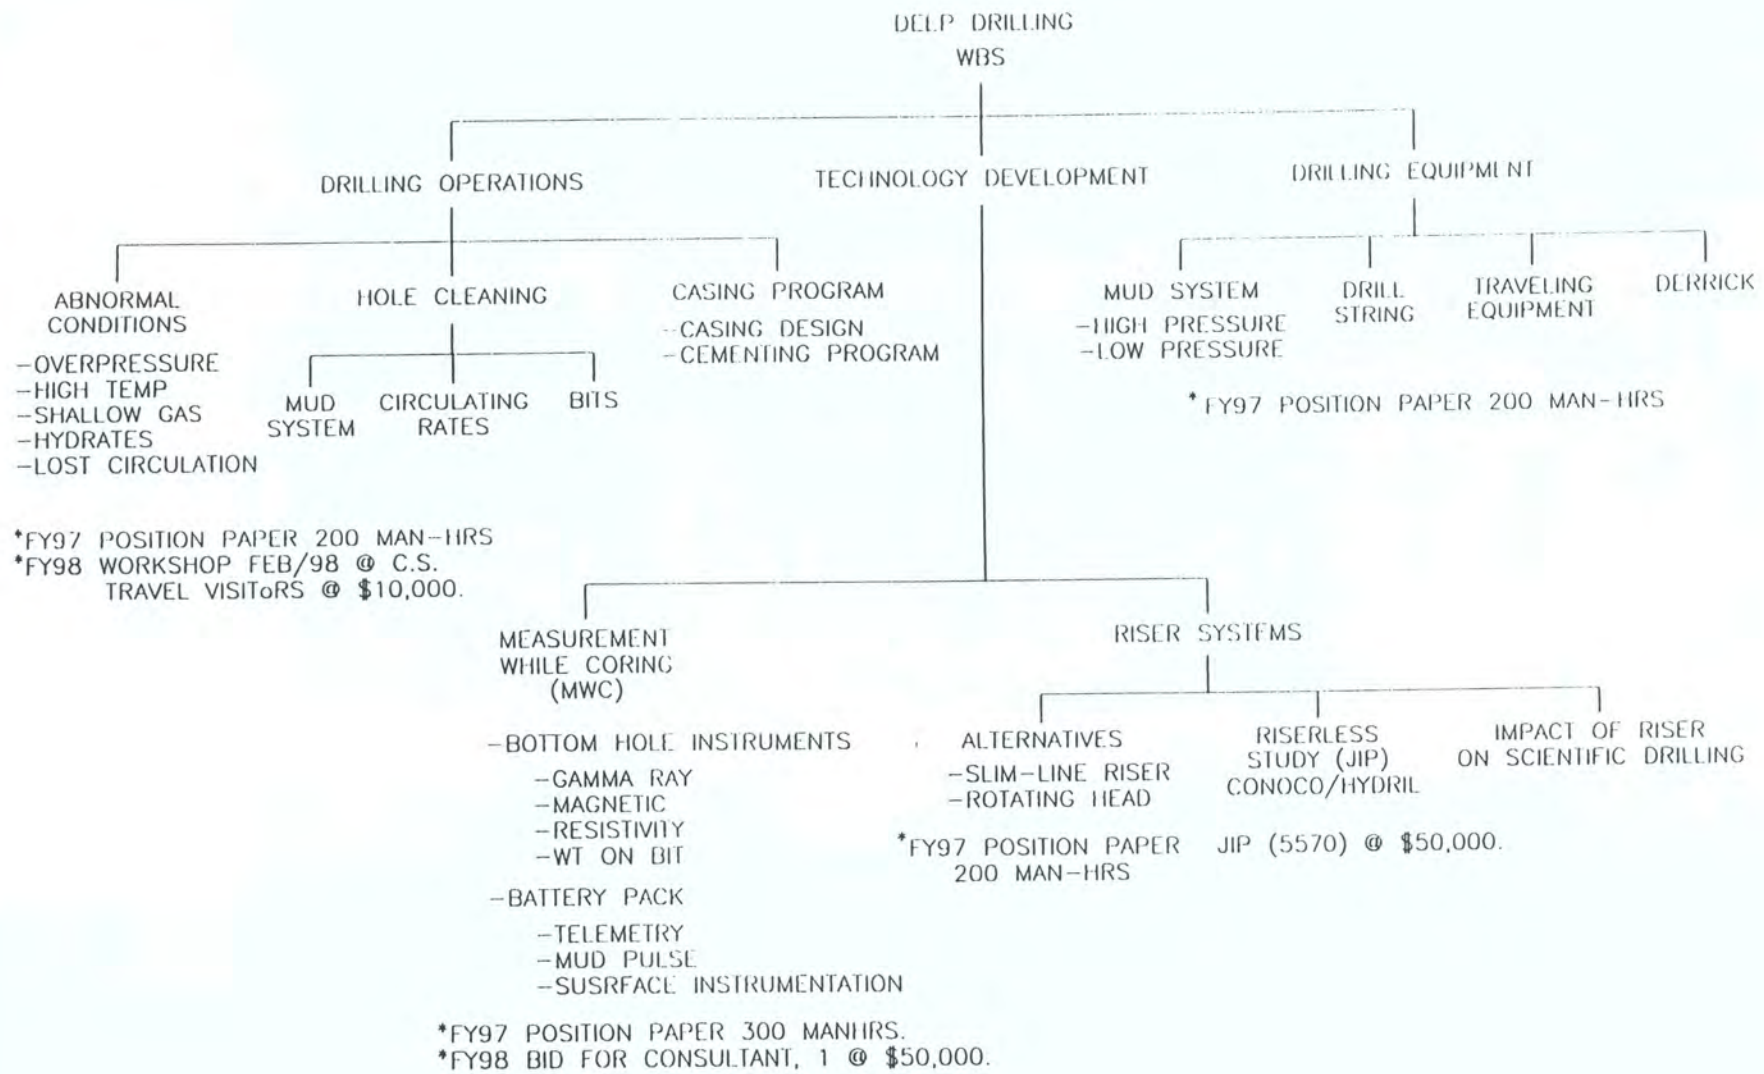 DELP DRILLING
WBS
DRILLING OPERATIONS
TECHNOLOGY DEVELOPMENT
DRILLING EQUIPMENT
ABNORMAL
CONDITIONS
-OVERPRESSURE
-HIGH TEMP
-SHALLOW GAS
-HYDRATES
-LOST CIRCULATION
HOLE CLEANING
MUD
SYSTEM
CIRCULATING
RATES
BITS
CASING PROGRAM
-CASING DESIGN
-CEMENTING PROGRAM
MUD SYSTEM
-HIGH PRESSURE
-LOW PRESSURE
DRILL
STRING
TRAVELING
EQUIPMENT
DERRICK
*FY97 POSITION PAPER 200 MAN-HRS
*FY97 POSITION PAPER 200 MAN-HRS
*FY98 WORKSHOP FEB/98 @ C.S.
TRAVEL VISIToRS @ $10,000.
MEASUREMENT
WHILE CORING
(MWC)
-BOTTOM HOLE INSTRUMENTS
-GAMMA RAY
-MAGNETIC
-RESISTIVITY
-WT ON BIT
-BATTERY PACK
-TELEMETRY
-MUD PULSE
-SUSRFACE INSTRUMENTATION
*FY97 POSITION PAPER 300 MANHRS.
*FY98 BID FOR CONSULTANT, 1 @ $50,000.
RISER SYSTEMS
ALTERNATIVES
-SLIM-LINE RISER
-ROTATING HEAD
*FY97 POSITION PAPER
200 MAN-HRS
RISERLESS
STUDY (JIP)
CONOCO/HYDRIL
JIP (5570) @ $50,000.
IMPACT OF RISER
ON SCIENTIFIC DRILLING